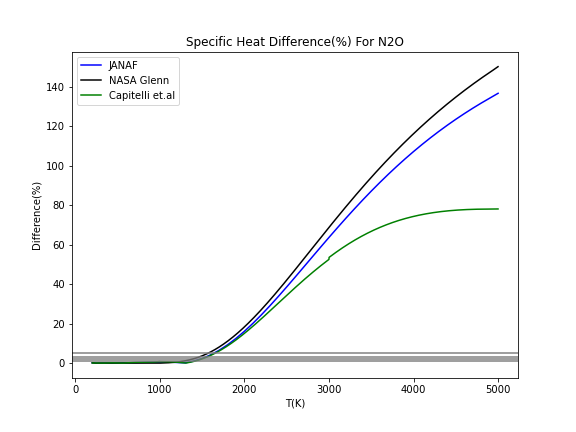 Specific Heat Difference(%) For N2O
JANAF
NASA Glenn
Capitelli et.al
Difference(%)
140
120
100
80
60
40
20
0
0 1000 2000 3000 4000 5000
T(K)